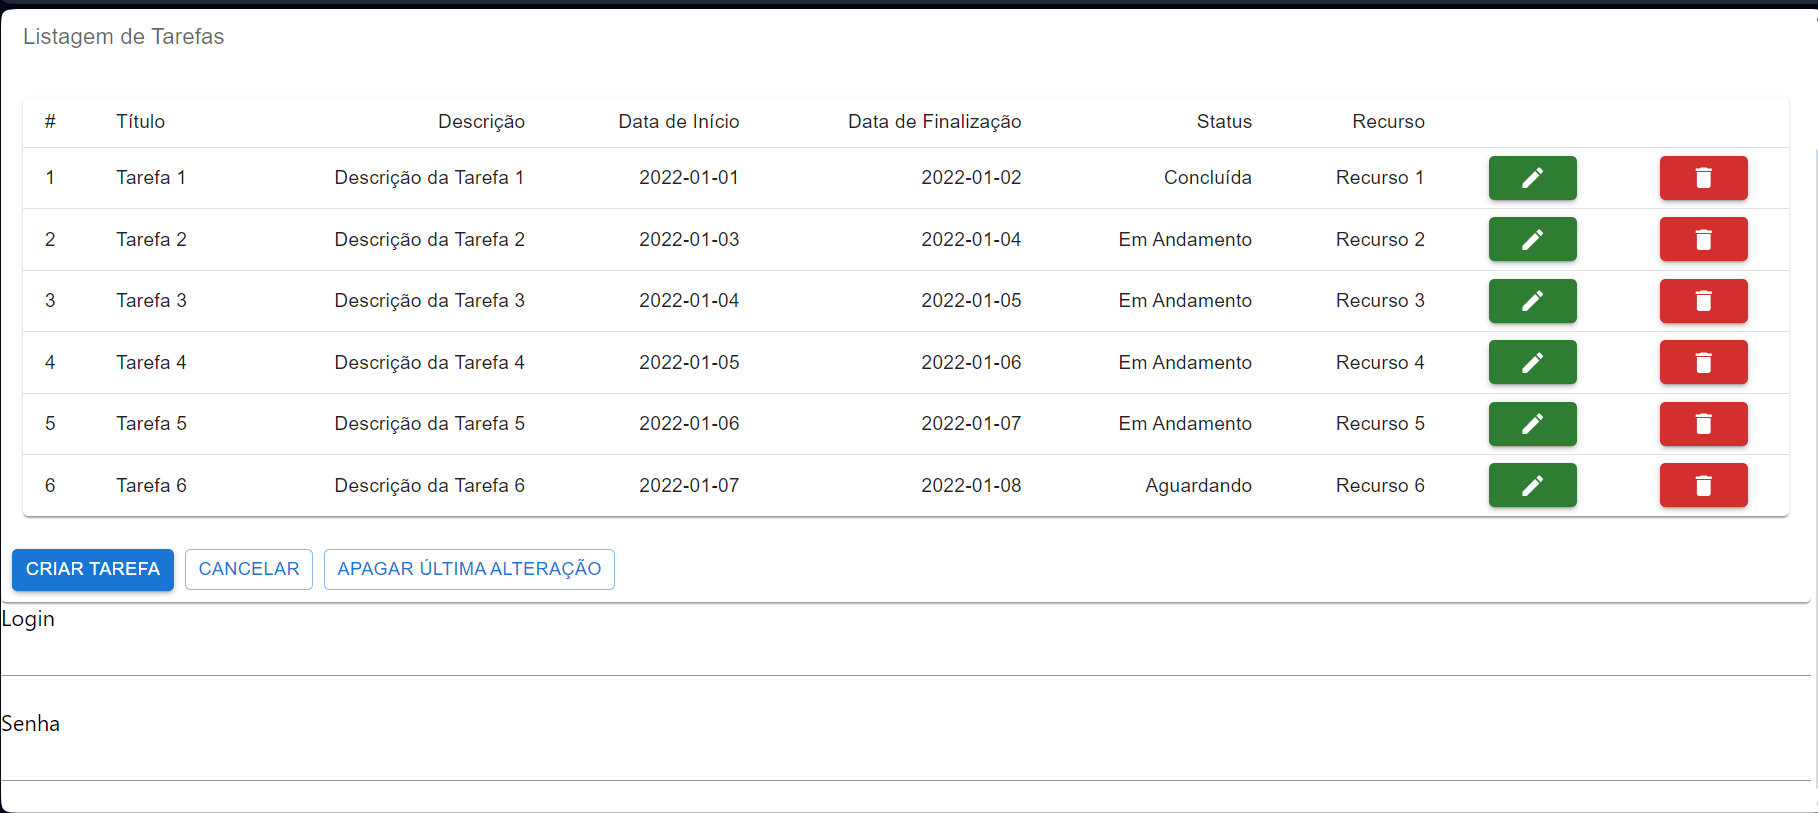 Listagem de Tarefas
# Título Descrição Data de Início Data de Finalização Status Recurso
1 Tarefa 1 Descrição da Tarefa 1 2022-01-01 2022-01-02 Concluída Recurso 1
2 Tarefa 2 Descrição da Tarefa 2 2022-01-03 2022-01-04 Em Andamento Recurso 2
3 Tarefa 3 Descrição da Tarefa 3 2022-01-04 2022-01-05 Em Andamento Recurso 3
4 Tarefa 4 Descrição da Tarefa 4 2022-01-05 2022-01-06 Em Andamento Recurso 4
5 Tarefa 5 Descrição da Tarefa 5 2022-01-06 2022-01-07 Em Andamento Recurso 5
6 Tarefa 6 Descrição da Tarefa 6 2022-01-07 2022-01-08 Aguardando Recurso 6
CRIAR TAREFA CANCELAR APAGAR ÚLTIMA ALTERAÇÃO
Login
Senha